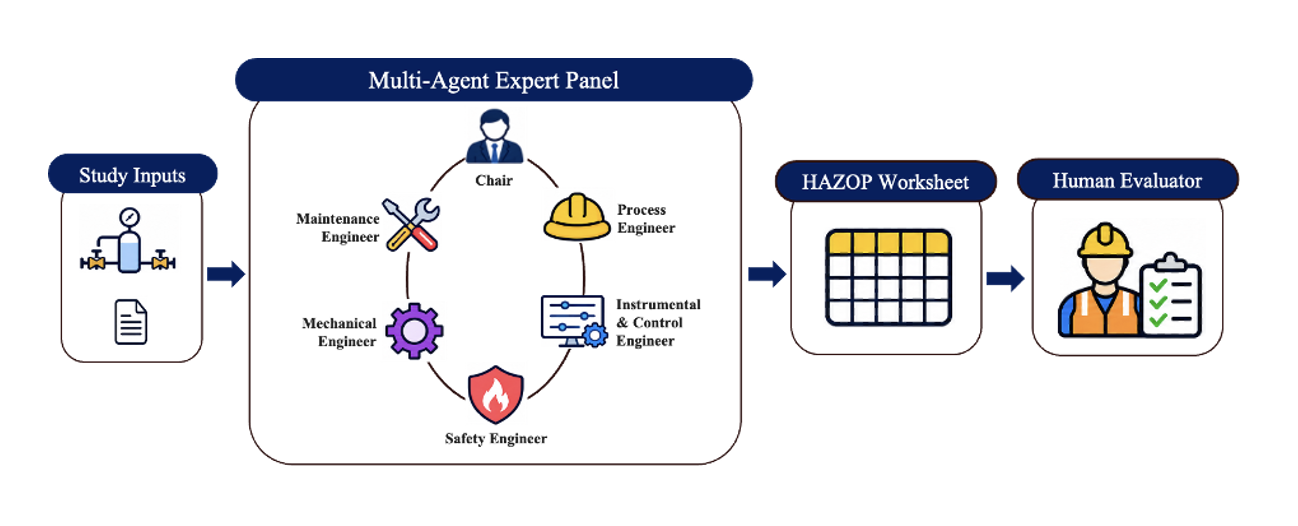 Multi-Agent Expert Panel
Study Inputs
HAZOP Worksheet
Human Evaluator
Chair
Maintenance
Engineer
Process
Engineer
Mechanical
Engineer
Instrumental
& Control
Engineer
Safety Engineer